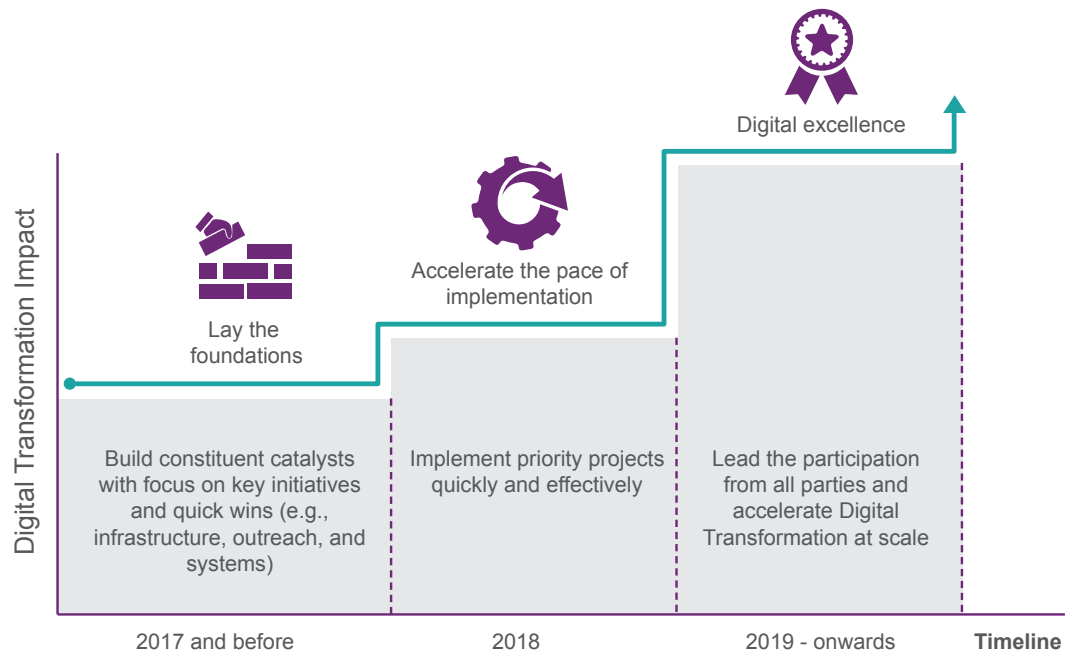 Digital excellence
Accelerate the pace of
implementation
Lay the
foundations
Digital Transformation Impact
Build constituent catalysts
with focus on key initiatives
and quick wins (e.g.,
infrastructure, outreach, and
systems)
Implement priority projects
quickly and effectively
Lead the participation
from all parties and
accelerate Digital
Transformation at scale
2017 and before
2018
2019 - onwards
Timeline